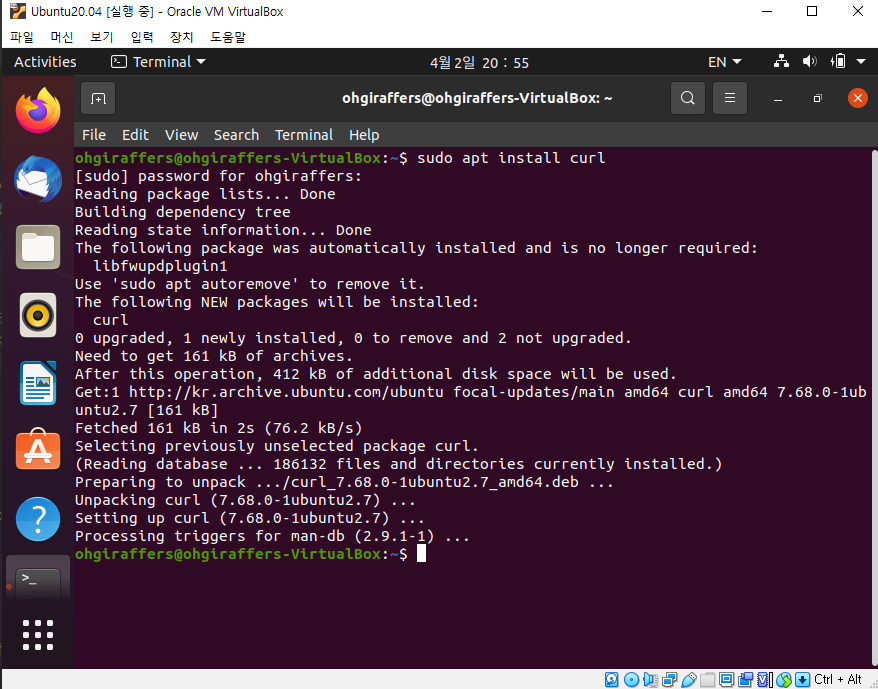 Ubuntu20.04 [실행 중] - Oracle VM VirtualBox
파일 머신 보기 입력 장치 도움말
Activities Terminal 4월 2일 20 : 55 EN
ohgiraffers@ohgiraffers-VirtualBox: ~
File Edit View Search Terminal Help
ohgiraffers@ohgiraffers-VirtualBox:~$ sudo apt install curl
[sudo] password for ohgiraffers:
Reading package lists... Done
Building dependency tree
Reading state information... Done
The following package was automatically installed and is no longer required:
  libfwupdplugin1
Use 'sudo apt autoremove' to remove it.
The following NEW packages will be installed:
  curl
0 upgraded, 1 newly installed, 0 to remove and 2 not upgraded.
Need to get 161 kB of archives.
After this operation, 412 kB of additional disk space will be used.
Get:1 http://kr.archive.ubuntu.com/ubuntu focal-updates/main amd64 curl amd64 7.68.0-1ub
untu2.7 [161 kB]
Fetched 161 kB in 2s (76.2 kB/s)
Selecting previously unselected package curl.
(Reading database ... 186132 files and directories currently installed.)
Preparing to unpack .../curl_7.68.0-1ubuntu2.7_amd64.deb ...
Unpacking curl (7.68.0-1ubuntu2.7) ...
Setting up curl (7.68.0-1ubuntu2.7) ...
Processing triggers for man-db (2.9.1-1) ...
ohgiraffers@ohgiraffers-VirtualBox:~$
Ctrl + Alt